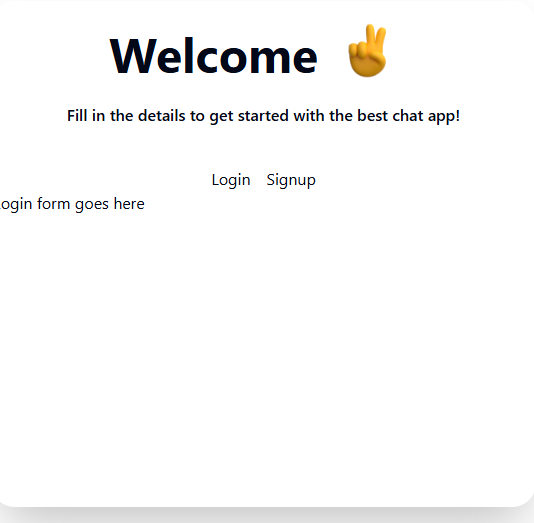 Welcome ✌
Fill in the details to get started with the best chat app!
Login Signup
ogin form goes here